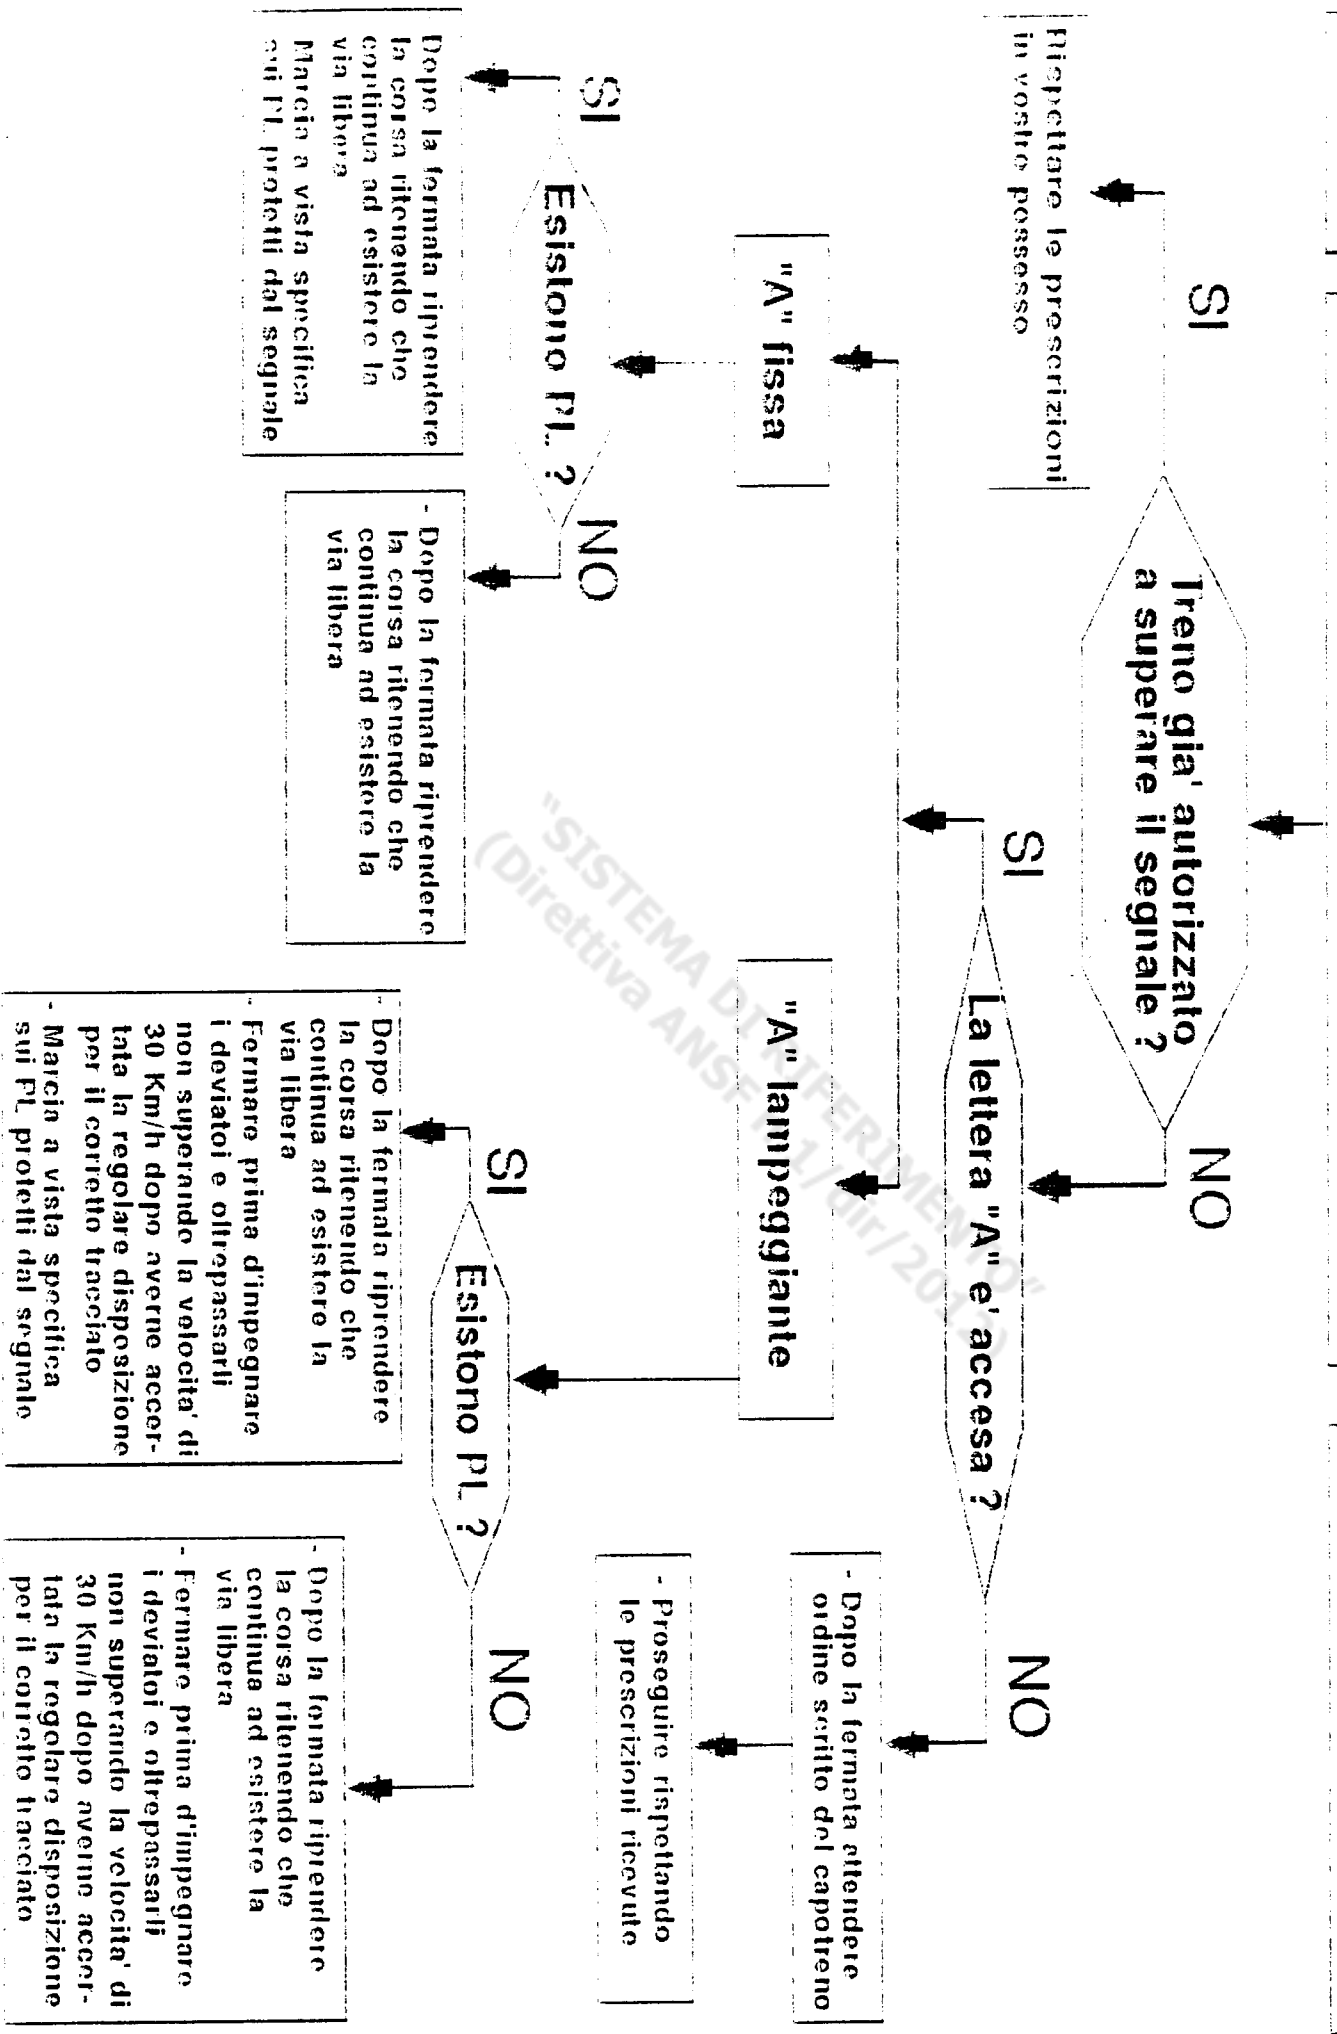 Treno gia' autorizzato
a superare il segnale ?
SI
NO
Rispettare le prescrizioni
in vostro possesso
La lettera "A" e' accesa ?
SI
NO
"A" fissa
"A" lampeggiante
- Dopo la fermata attendere
ordine scritto del capotreno
- Proseguire rispettando
le prescrizioni ricevute
Esistono PL ?
SI
NO
Dopo la fermata riprendere
la corsa ritenendo che
continua ad esistere la
via libera
Marcia a vista specifica
sui PL protetti dal segnale
- Dopo la fermata riprendere
la corsa ritenendo che
continua ad esistere la
via libera
Esistono PL ?
SI
NO
- Dopo la fermata riprendere
la corsa ritenendo che
continua ad esistere la
via libera
- Fermare prima d'impegnare
i deviatoi e oltrepassarli
non superando la velocita' di
30 Km/h dopo averne accer-
tata la regolare disposizione
per il corretto tracciato
- Marcia a vista specifica
sui PL protetti dal segnale
- Dopo la fermata riprendere
la corsa ritenendo che
continua ad esistere la
via libera
- Fermare prima d'impegnare
i deviatoi e oltrepassarli
non superando la velocita' di
30 Km/h dopo averne accer-
tata la regolare disposizione
per il corretto tracciato
"SISTEMA DI RIFERIMENTO"
(Direttiva ANSF n. 1/dir/2012)